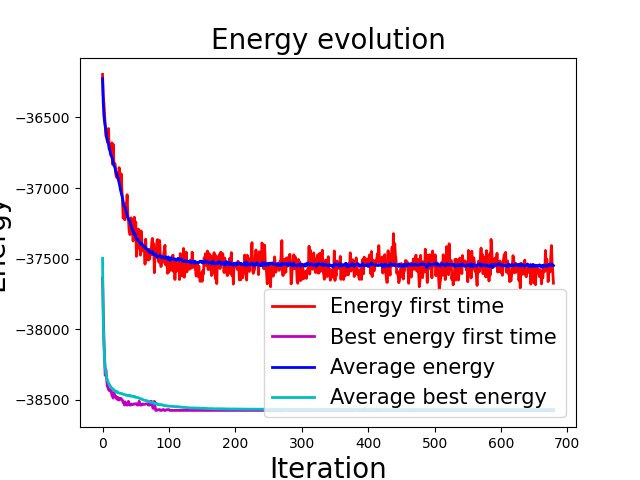 Energy evolution
−36500
−37000
−37500
−38000
−38500
Energy first time
Best energy first time
Average energy
Average best energy
0
100
200
300
400
500
600
700
Iteration